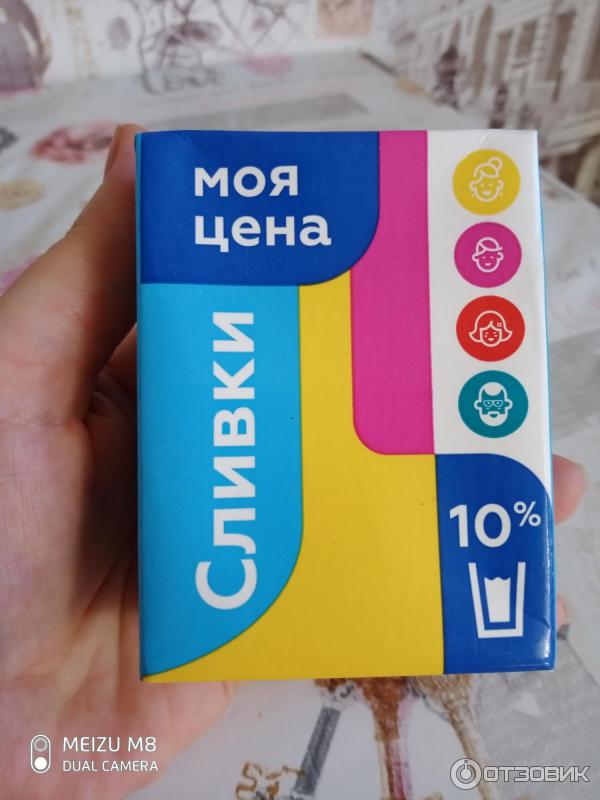 моя
цена
Сливки
10%
MEIZU M8
DUAL CAMERA
ОТЗОВИК